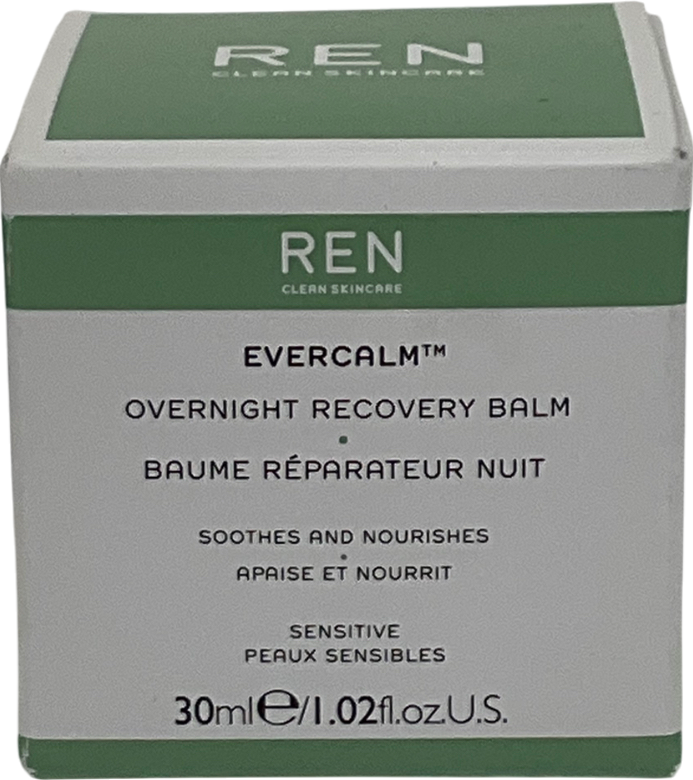 REN
CLEAN SKINCARE
REN
CLEAN SKINCARE
EVERCALM™
OVERNIGHT RECOVERY BALM
•
BAUME RÉPARATEUR NUIT
SOOTHES AND NOURISHES
•
APAISE ET NOURRIT
SENSITIVE
PEAUX SENSIBLES
30ml℮/1.02fl.oz.U.S.